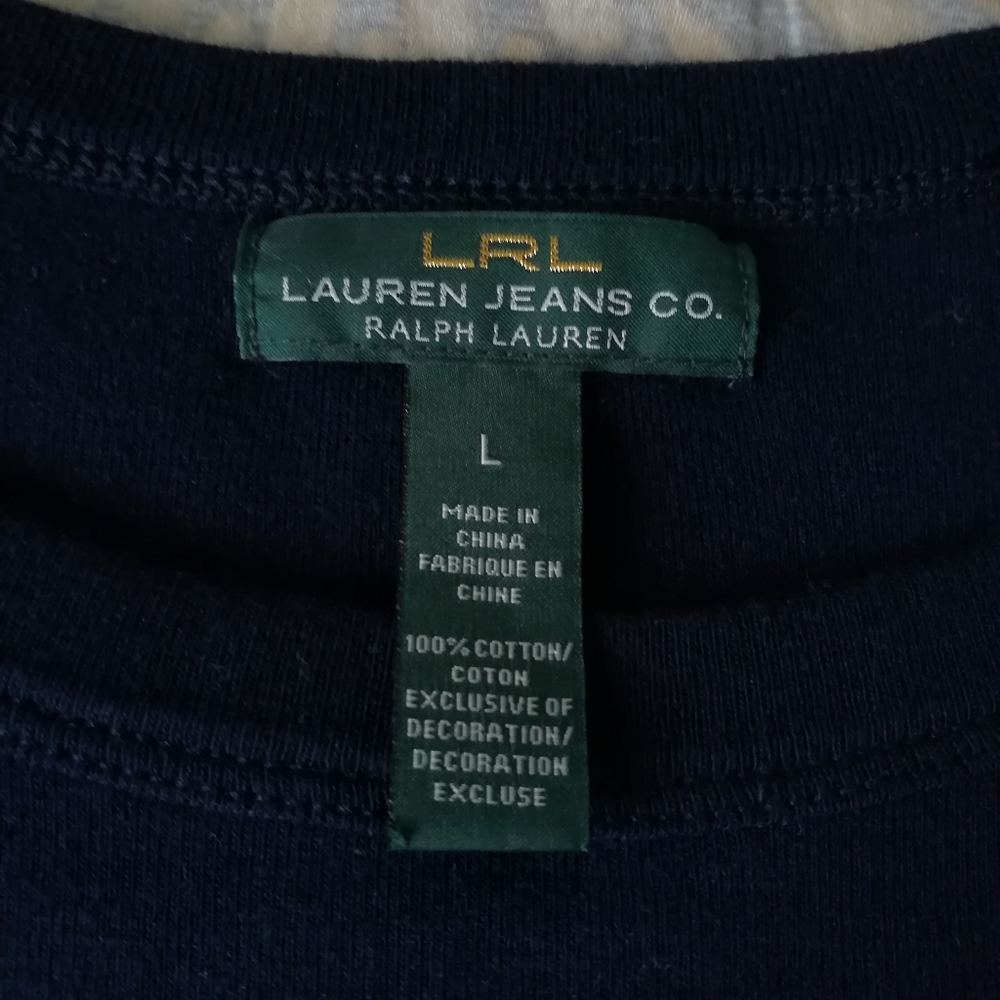 LRL
LAUREN JEANS CO.
RALPH LAUREN
L
MADE IN
CHINA
FABRIQUE EN
CHINE
100% COTTON/
COTON
EXCLUSIVE OF
DECORATION/
DECORATION
EXCLUSE